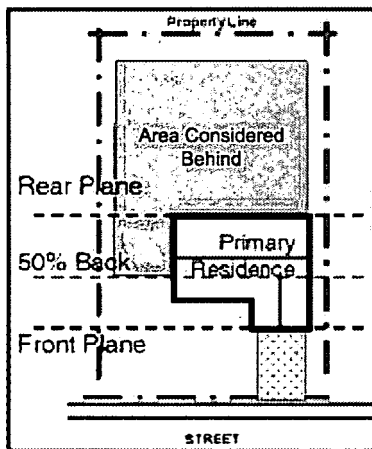 Property Line
Area Considered
Behind
Rear Plane
Primary
50% Back
Residence
Front Plane
STREET